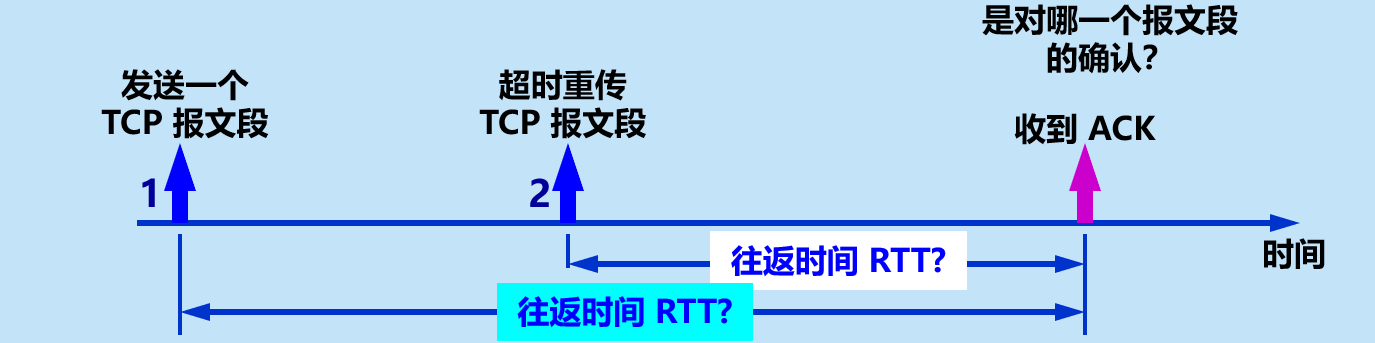 是对哪一个报文段
的确认？
发送一个
TCP 报文段
超时重传
TCP 报文段
收到 ACK
1
2
时间
往返时间 RTT?
往返时间 RTT?